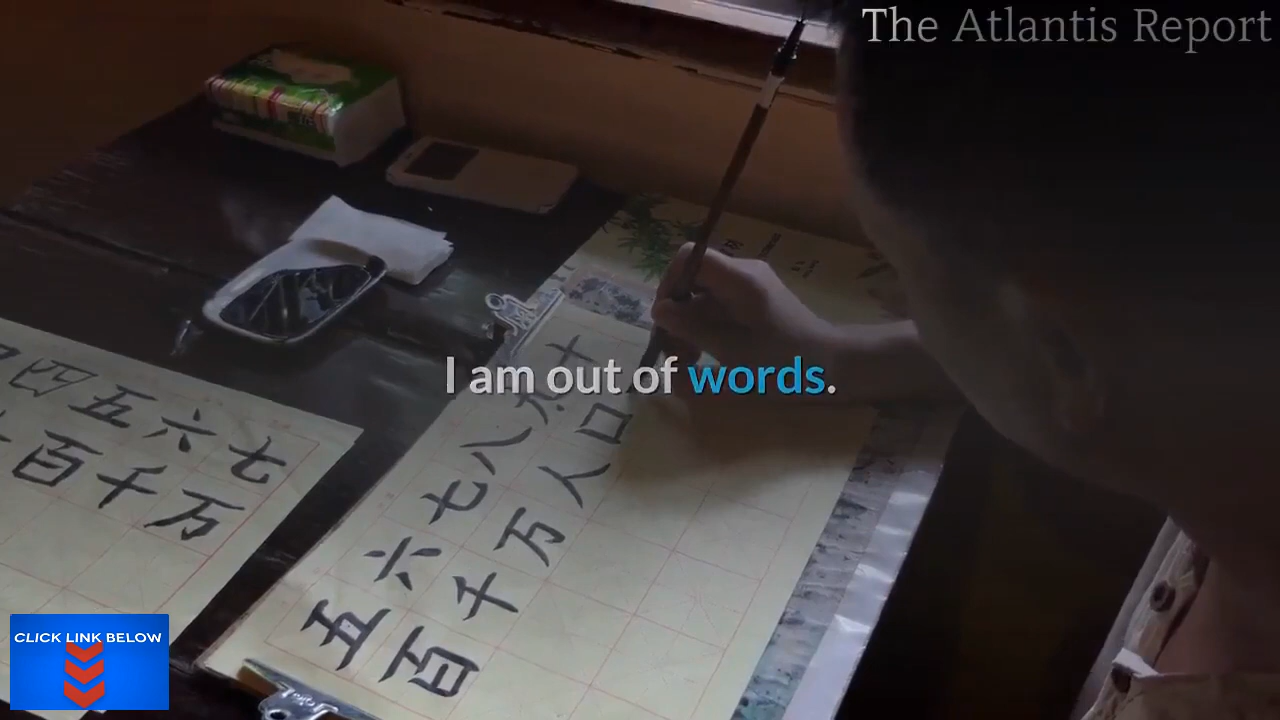 The Atlantis Report
四五六七
百千万
五六七八九十
百千万人口
I am out of words.
CLICK LINK BELOW